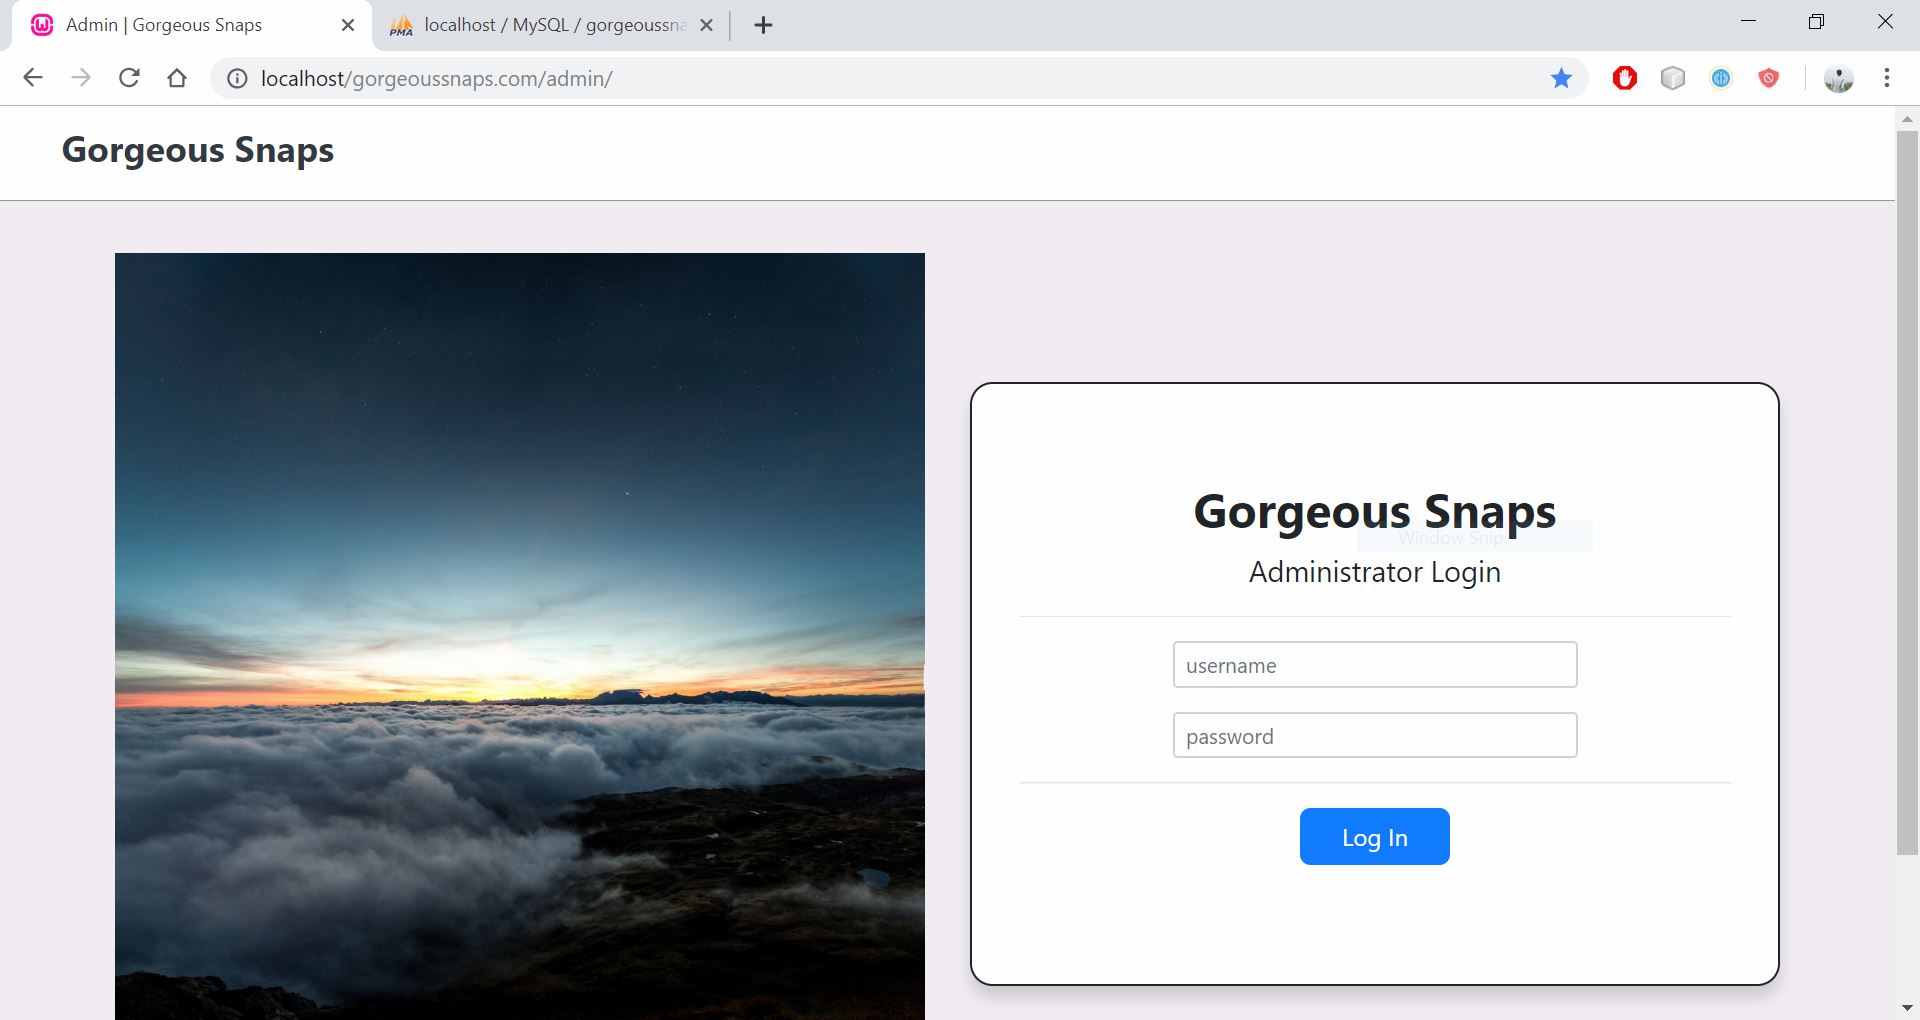 Admin | Gorgeous Snaps
localhost / MySQL / gorgeoussna
localhost/gorgeoussnaps.com/admin/
Gorgeous Snaps
Gorgeous Snaps
Window Snip
Administrator Login
username
password
Log In